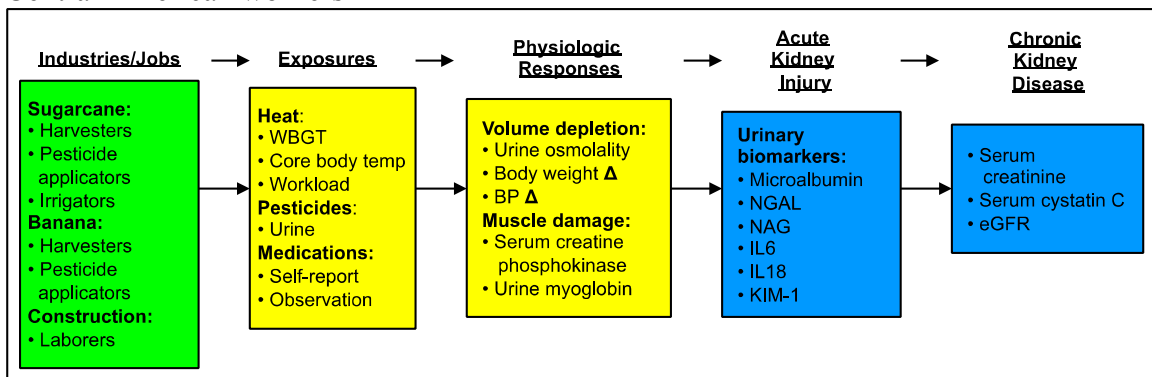 Industries/Jobs
Exposures
Physiologic
Responses
Acute
Kidney
Injury
Chronic
Kidney
Disease
Sugarcane:
• Harvesters
• Pesticide
applicators
• Irrigators
Banana:
• Harvesters
• Pesticide
applicators
Construction:
• Laborers
Heat:
• WBGT
• Core body temp
• Workload
Pesticides:
• Urine
Medications:
• Self-report
• Observation
Volume depletion:
• Urine osmolality
• Body weight Δ
• BP Δ
Muscle damage:
• Serum creatine
phosphokinase
• Urine myoglobin
Urinary
biomarkers:
• Microalbumin
• NGAL
• NAG
• IL6
• IL18
• KIM-1
• Serum
creatinine
• Serum cystatin C
• eGFR